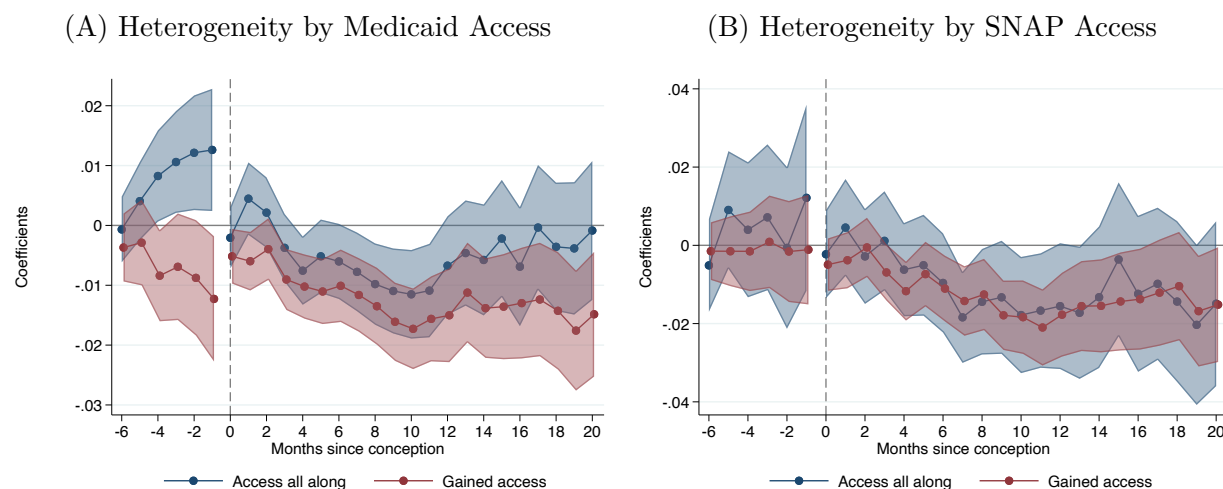 (A) Heterogeneity by Medicaid Access
.02
.01
0
-.01
-.02
-.03
Coefficients
-6 -4 -2 0 2 4 6 8 10 12 14 16 18 20
Months since conception
Access all along Gained access
(B) Heterogeneity by SNAP Access
.04
.02
0
-.02
-.04
Coefficients
-6 -4 -2 0 2 4 6 8 10 12 14 16 18 20
Months since conception
Access all along Gained access